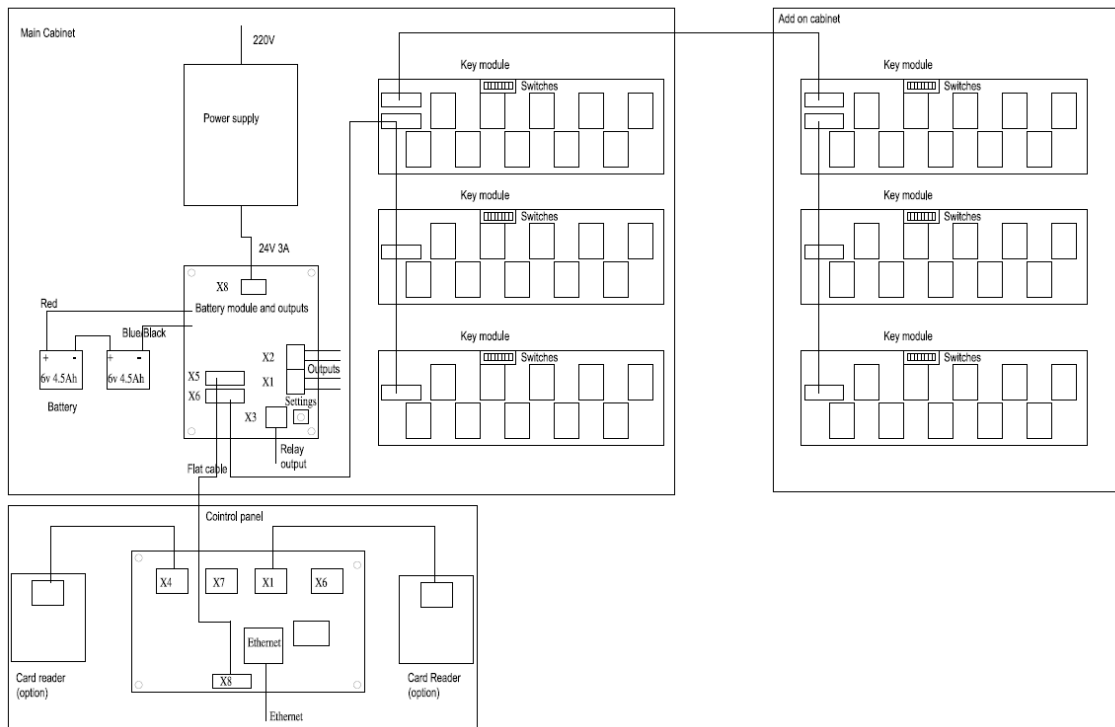 Main Cabinet
220V
Power supply
24V 3A
X8
Battery module and outputs
Red
Blue/Black
+ -
+ -
6v 4.5Ah
6v 4.5Ah
Battery
X5
X6
X2
X1
Outputs
Settings
X3
Relay
output
Flat cable
Key module
Switches
Key module
Switches
Key module
Switches
Add on cabinet
Key module
Switches
Key module
Switches
Key module
Switches
Cointrol panel
X4
X7
X1
X6
Ethernet
X8
Ethernet
Card reader
(option)
Card Reader
(option)